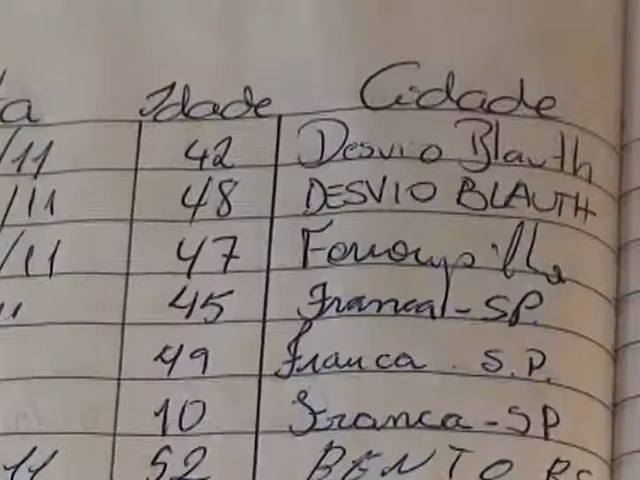 a Idade Cidade
/11 42 Desvio Blauth
/11 48 DESVIO BLAUTH
/11 47 Farroupilha
" 45 Franca-SP.
49 Franca. S.P.
10 Franca-SP
11 52 BENTO RS